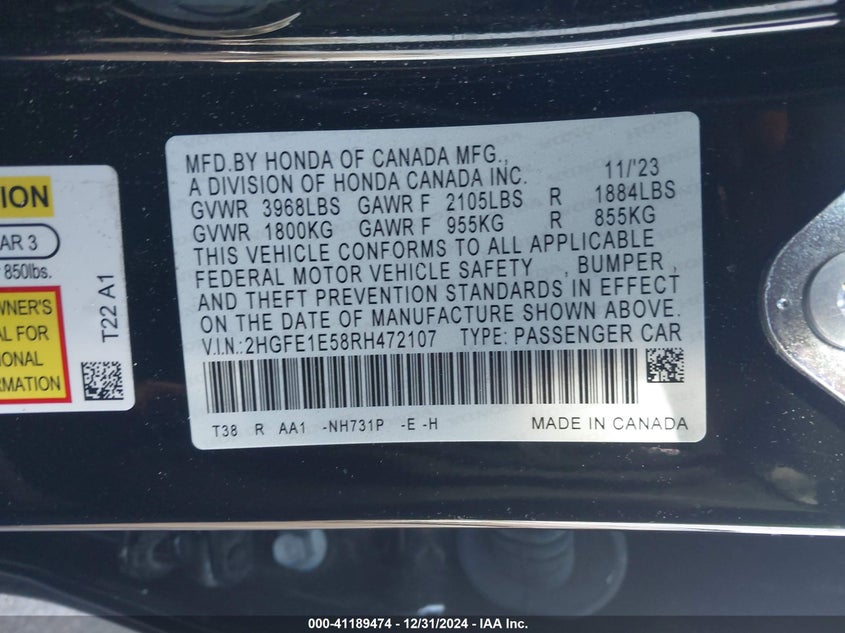 MFD.BY HONDA OF CANADA MFG.,
A DIVISION OF HONDA CANADA INC. 11/'23
GVWR 3968LBS GAWR F 2105LBS R 1884LBS
GVWR 1800KG GAWR F 955KG R 855KG
THIS VEHICLE CONFORMS TO ALL APPLICABLE
FEDERAL MOTOR VEHICLE SAFETY , BUMPER ,
AND THEFT PREVENTION STANDARDS IN EFFECT
ON THE DATE OF MANUFACTURE SHOWN ABOVE.
V.I.N.:2HGFE1E58RH472107 TYPE: PASSENGER CAR
T38 R AA1 -NH731P -E -H MADE IN CANADA
TION
AR 3
850lbs.
WNER'S
AL FOR
IONAL
RMATION
T22 A1
000-41189474 - 12/31/2024 - IAA Inc.